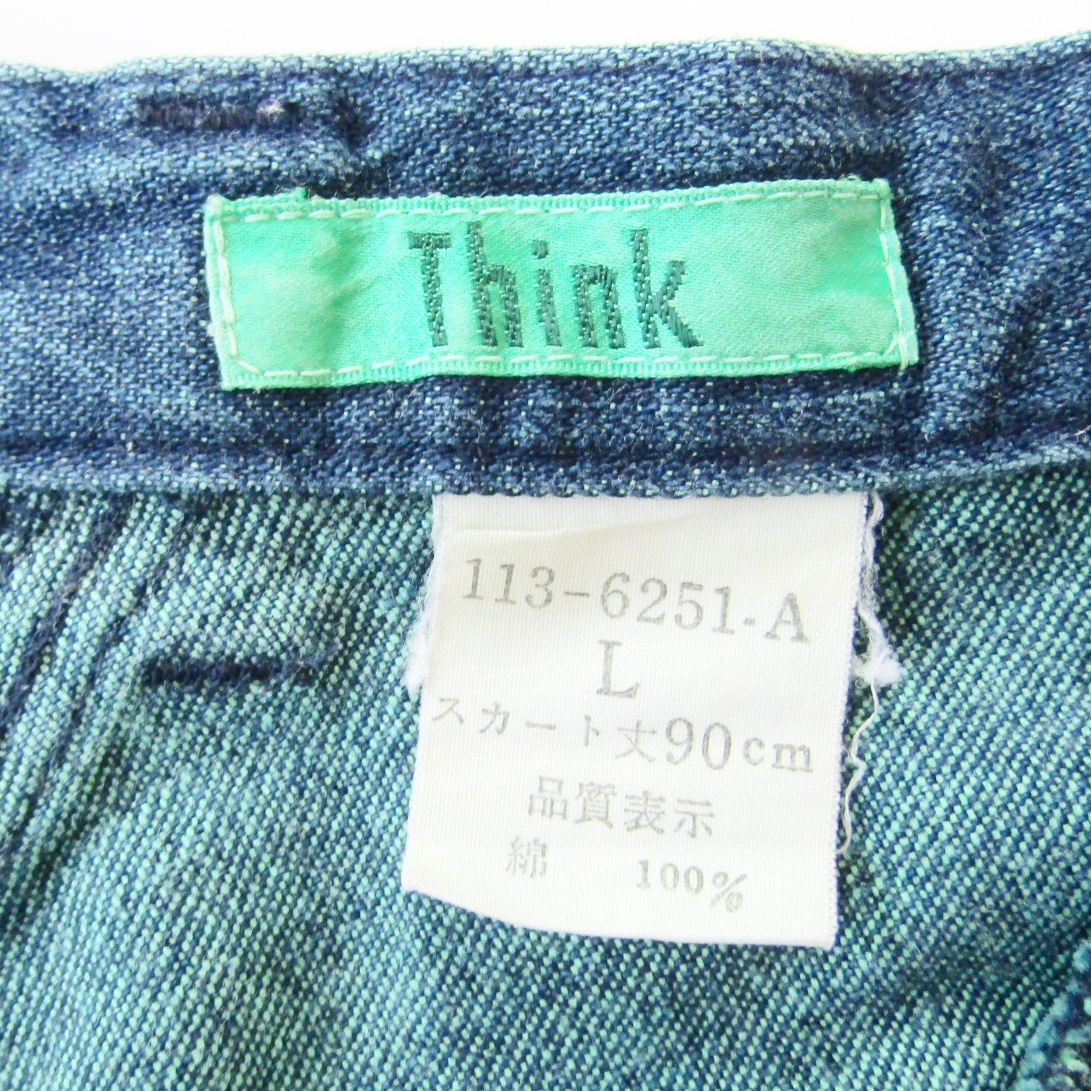 Think
113-6251-A
L
スカート丈90cm
品質表示
綿 100%